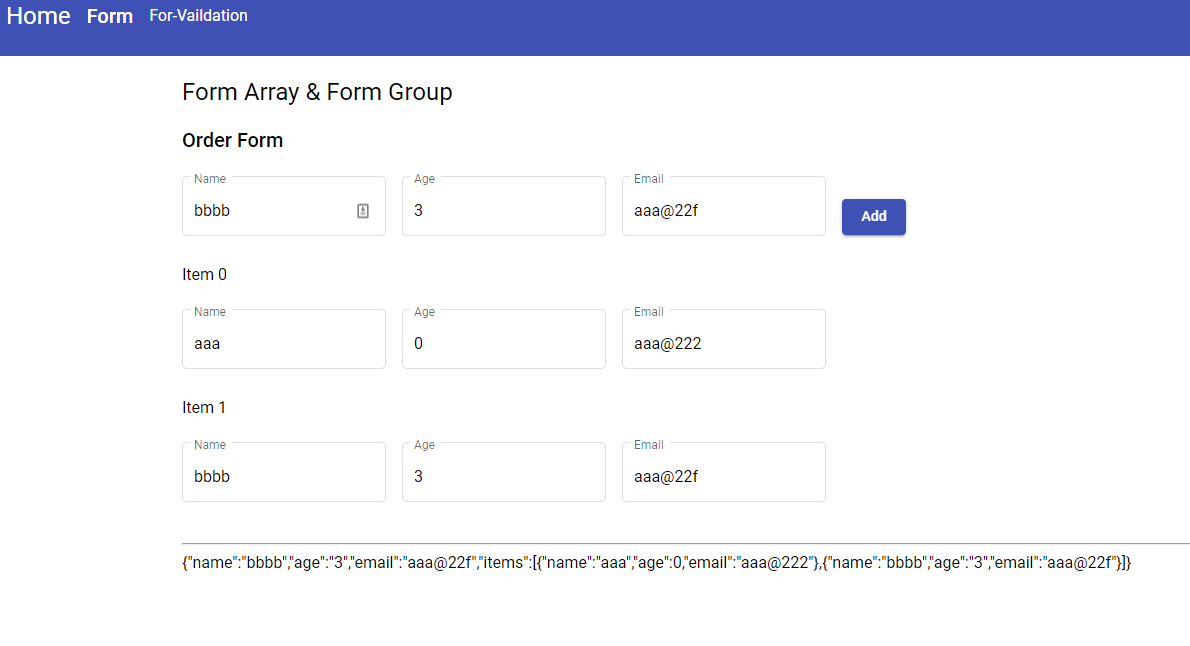 Home Form For-Vaildation
Form Array & Form Group
Order Form
Name Age Email
bbbb 3 aaa@22f Add
Item 0
Name Age Email
aaa 0 aaa@222
Item 1
Name Age Email
bbbb 3 aaa@22f
{"name":"bbbb","age":"3","email":"aaa@22f","items":[{"name":"aaa","age":0,"email":"aaa@222"},{"name":"bbbb","age":"3","email":"aaa@22f"}]}